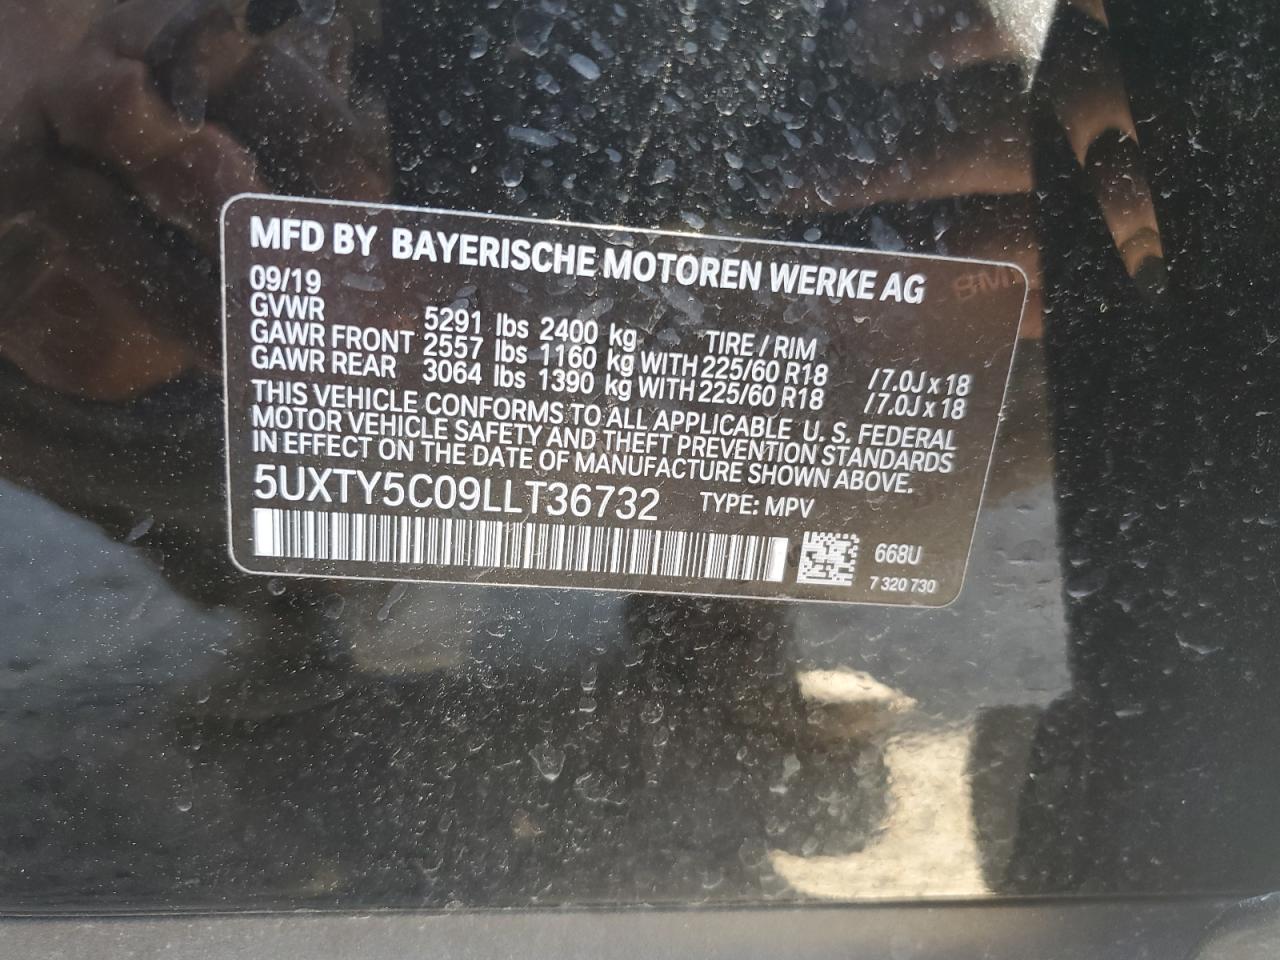 MFD BY BAYERISCHE MOTOREN WERKE AG
09/19
GVWR 5291 lbs 2400 kg TIRE / RIM
GAWR FRONT 2557 lbs 1160 kg WITH 225/60 R18 / 7.0J x 18
GAWR REAR 3064 lbs 1390 kg WITH 225/60 R18 / 7.0J x 18
THIS VEHICLE CONFORMS TO ALL APPLICABLE U. S. FEDERAL
MOTOR VEHICLE SAFETY AND THEFT PREVENTION STANDARDS
IN EFFECT ON THE DATE OF MANUFACTURE SHOWN ABOVE.
5UXTY5C09LLT36732 TYPE: MPV
668U
7 320 730